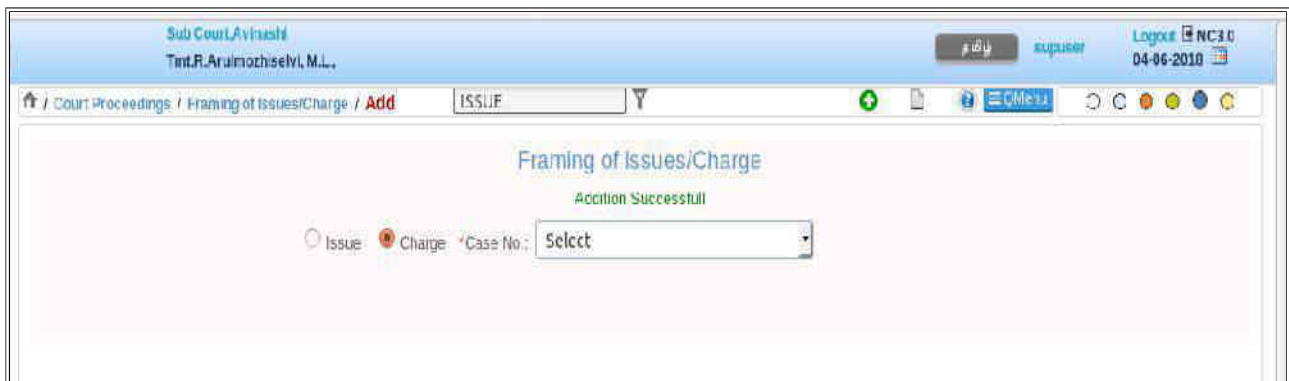 Sub Court,Avinashi
Tmt.R.Arulmozhiselvi, M.L.,
தமிழ் supuser Logout NC3.0
04-06-2018
/ Court Proceedings / Framing of Issues/Charge / Add ISSUE QMenu
Framing of Issues/Charge
Addition Successfull
Issue Charge *Case No.: Select